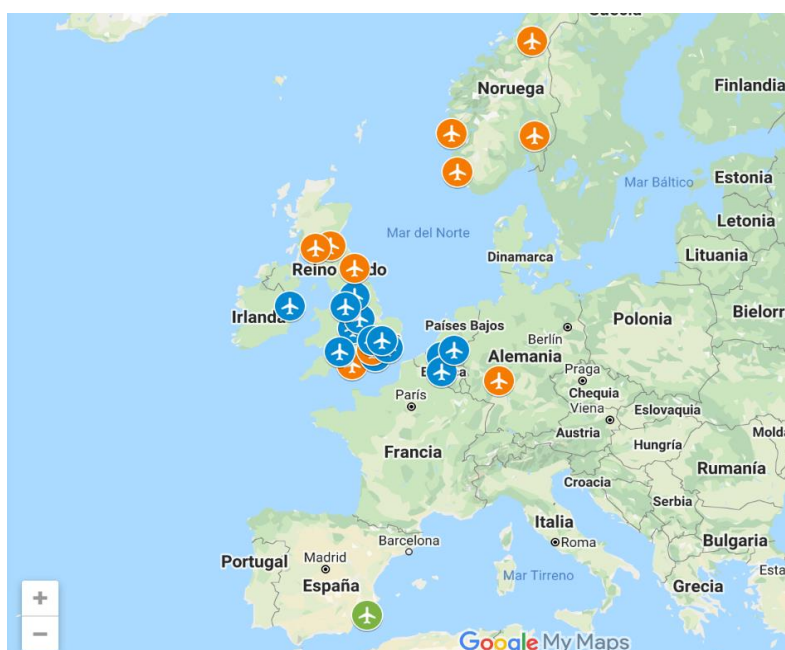 Suecia
Noruega
Finlandia
Estonia
Mar Báltico
Letonia
Mar del Norte
Dinamarca
Lituania
Reino
do
Irlanda
Países Bajos
Berlín
Polonia
Bielorr
Alemania
París
Praga
Chequia
Viena
Eslovaquia
Austria
Hungría
Molda
Francia
Rumanía
Croacia
Serbia
Italia
Roma
Bulgaria
Barcelona
Portugal
Madrid
España
Mar Tirreno
Esta
Grecia
+
−
Google My Maps